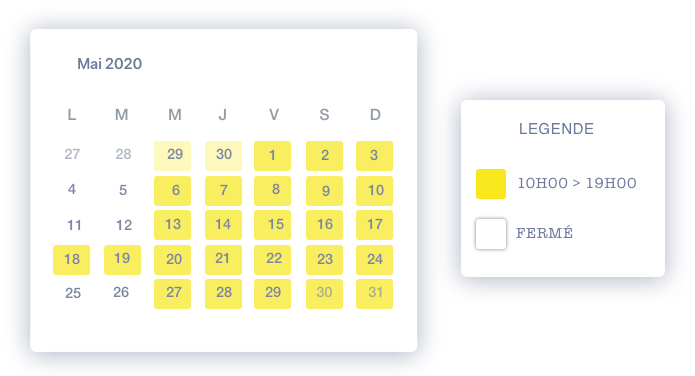 Mai 2020
L M M J V S D
27 28 29 30 1 2 3
4 5 6 7 8 9 10
11 12 13 14 15 16 17
18 19 20 21 22 23 24
25 26 27 28 29 30 31
LEGENDE
10H00 > 19H00
FERMÉ